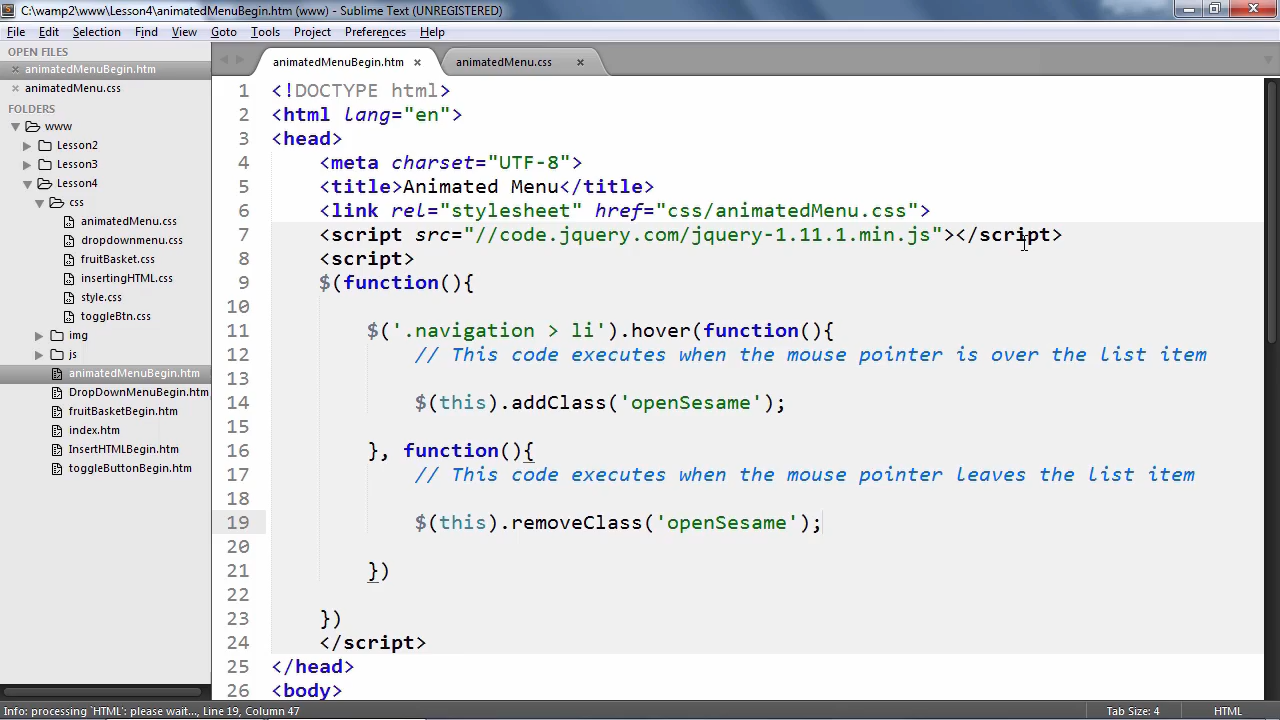 C:\wamp2\www\Lesson4\animatedMenuBegin.htm (www) - Sublime Text (UNREGISTERED)
File Edit Selection Find View Goto Tools Project Preferences Help
OPEN FILES
animatedMenuBegin.htm
animatedMenu.css
FOLDERS
www
Lesson2
Lesson3
Lesson4
css
animatedMenu.css
dropdownmenu.css
fruitBasket.css
insertingHTML.css
style.css
toggleBtn.css
img
js
animatedMenuBegin.htm
DropDownMenuBegin.htm
fruitBasketBegin.htm
index.htm
InsertHTMLBegin.htm
toggleButtonBegin.htm
animatedMenuBegin.htm animatedMenu.css
1 <!DOCTYPE html>
2 <html lang="en">
3 <head>
4 <meta charset="UTF-8">
5 <title>Animated Menu</title>
6 <link rel="stylesheet" href="css/animatedMenu.css">
7 <script src="//code.jquery.com/jquery-1.11.1.min.js"></script>
8 <script>
9 $(function(){
10
11 $('.navigation > li').hover(function(){
12 // This code executes when the mouse pointer is over the list item
13
14 $(this).addClass('openSesame');
15
16 }, function(){
17 // This code executes when the mouse pointer leaves the list item
18
19 $(this).removeClass('openSesame');
20
21 })
22
23 })
24 </script>
25 </head>
26 <body>
Info: processing `HTML': please wait..., Line 19, Column 47 Tab Size: 4 HTML